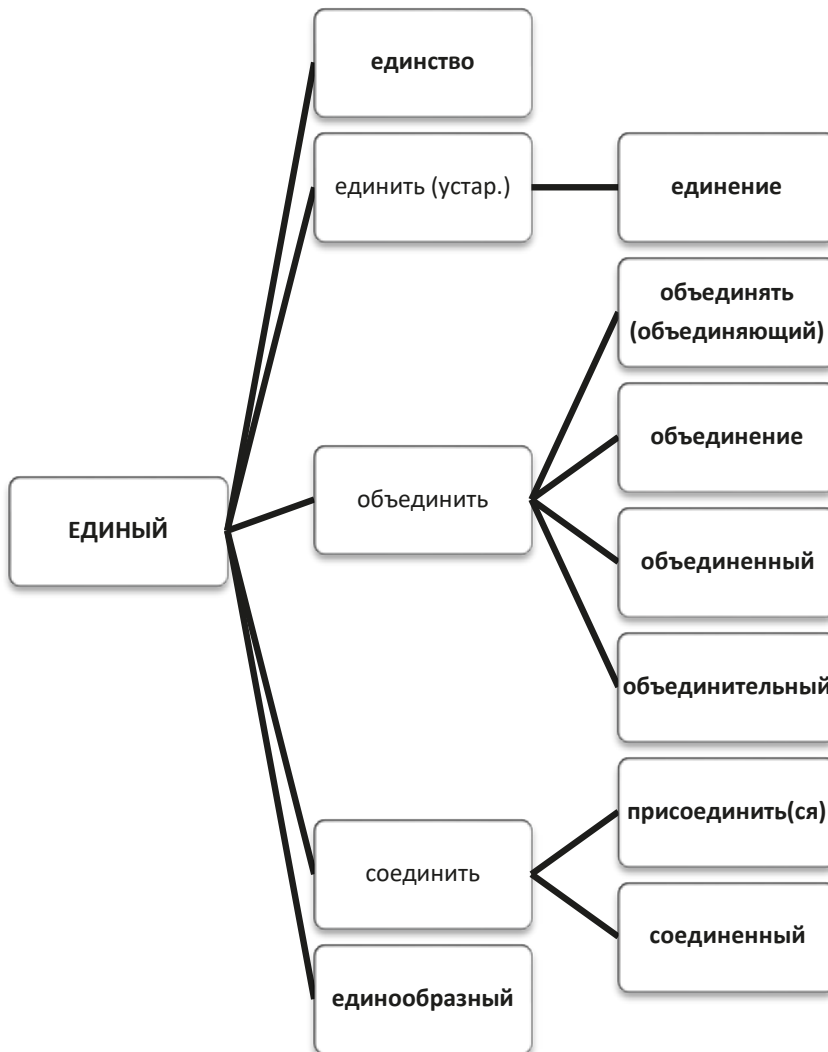 единство
единить (устар.)
единение
объединять
(объединяющий)
объединение
ЕДИНЫЙ
объединить
объединенный
объединительный
присоединить(ся)
соединить
соединенный
единообразный